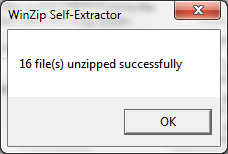 WinZip Self-Extractor
16 file(s) unzipped successfully
OK